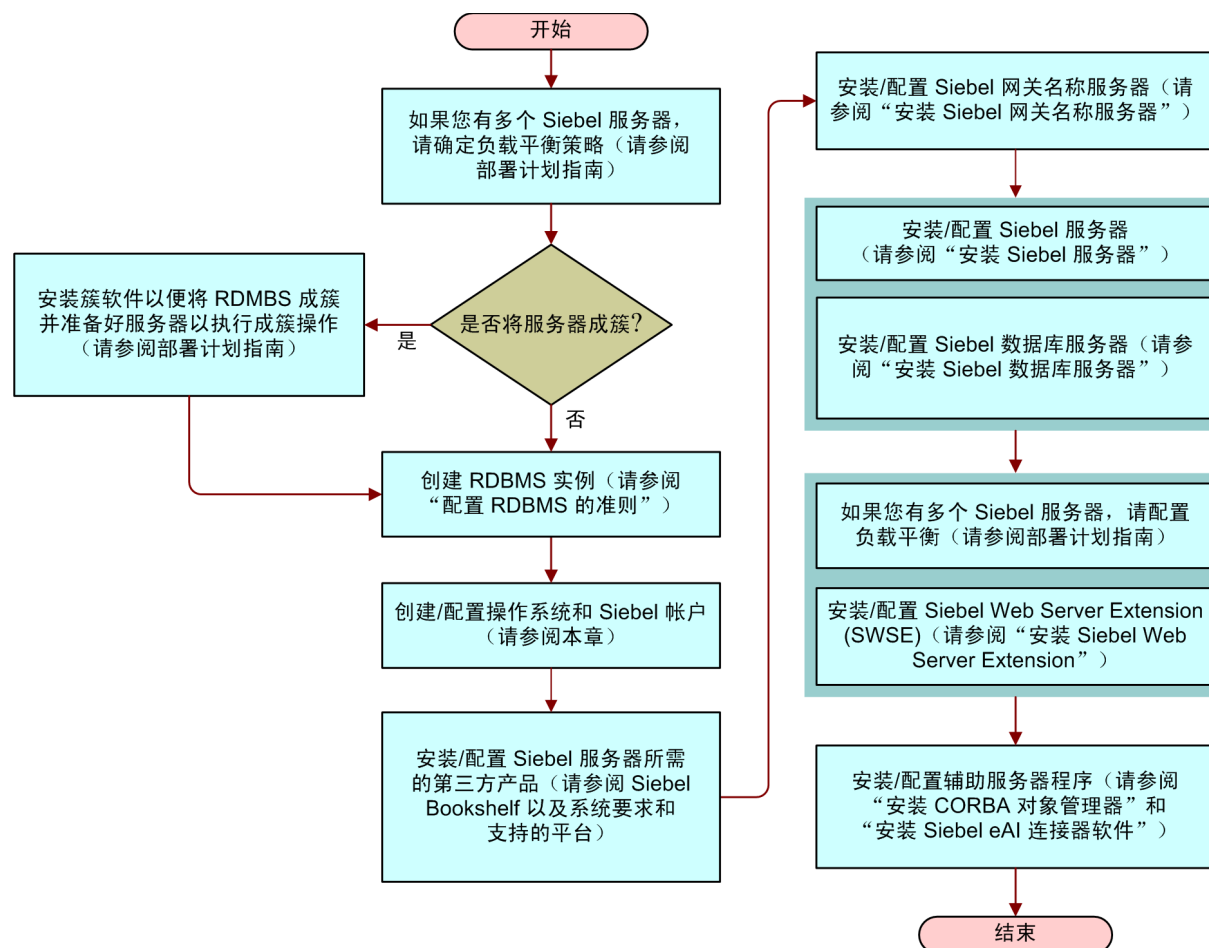 开始
如果您有多个 Siebel 服务器，
请确定负载平衡策略（请参阅
部署计划指南）
是否将服务器成簇？
是
安装簇软件以便将 RDMBS 成簇
并准备好服务器以执行成簇操作
（请参阅部署计划指南）
否
创建 RDBMS 实例（请参阅
“配置 RDBMS 的准则”）
创建/配置操作系统和 Siebel 帐户
（请参阅本章）
安装/配置 Siebel 服务器所需
的第三方产品（请参阅 Siebel
Bookshelf 以及系统要求和
支持的平台）
安装/配置 Siebel 网关名称服务器（请
参阅“安装 Siebel 网关名称服务器”）
安装/配置 Siebel 服务器
（请参阅“安装 Siebel 服务器”）
安装/配置 Siebel 数据库服务器（请参
阅“安装 Siebel 数据库服务器”）
如果您有多个 Siebel 服务器，请配置
负载平衡（请参阅部署计划指南）
安装/配置 Siebel Web Server Extension
(SWSE)（请参阅“安装 Siebel Web
Server Extension”）
安装/配置辅助服务器程序（请参阅
“安装 CORBA 对象管理器”和
“安装 Siebel eAI 连接器软件”）
结束